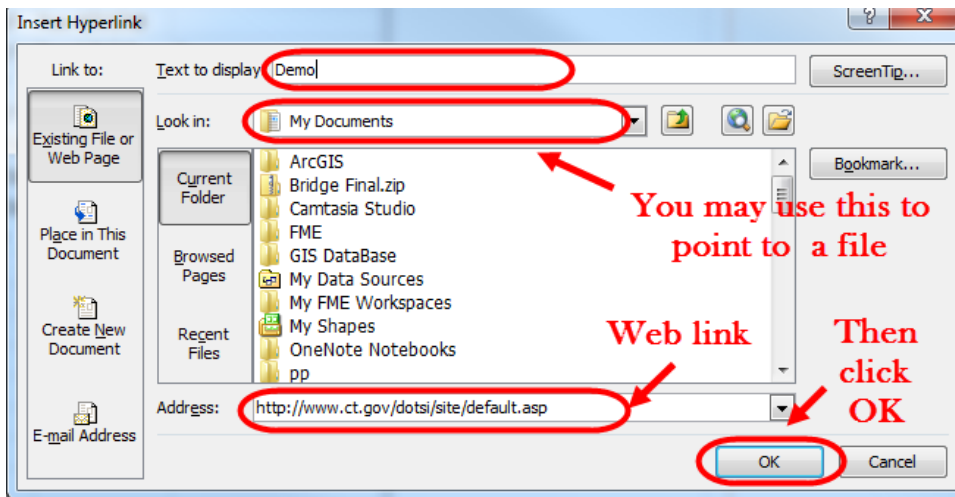 Insert Hyperlink
Link to:
Text to display
Demo
ScreenTip...
Existing File or
Web Page
Look in:
My Documents
Place in This
Document
Create New
Document
E-mail Address
Current
Folder
Browsed
Pages
Recent
Files
ArcGIS
Bridge Final.zip
Camtasia Studio
FME
GIS DataBase
My Data Sources
My FME Workspaces
My Shapes
OneNote Notebooks
pp
Bookmark...
You may use this to
point to a file
Web link
Then
click
OK
Address:
http://www.ct.gov/dotsi/site/default.asp
OK
Cancel